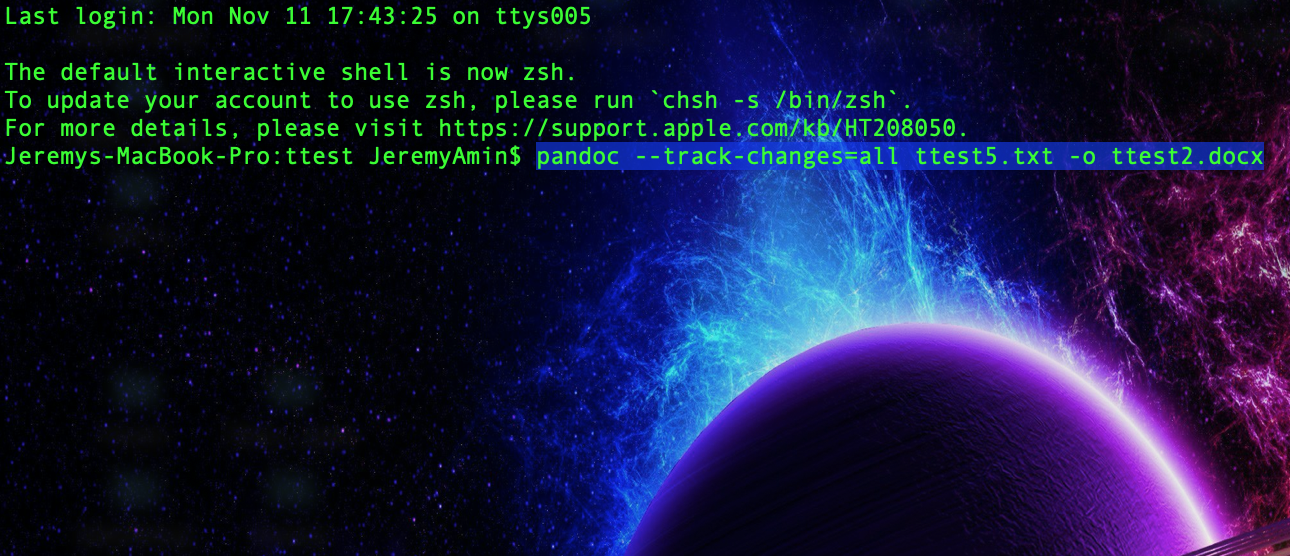 Last login: Mon Nov 11 17:43:25 on ttys005
The default interactive shell is now zsh.
To update your account to use zsh, please run `chsh -s /bin/zsh`.
For more details, please visit https://support.apple.com/kb/HT208050.
Jeremys-MacBook-Pro:ttest JeremyAmin$ pandoc --track-changes=all ttest5.txt -o ttest2.docx